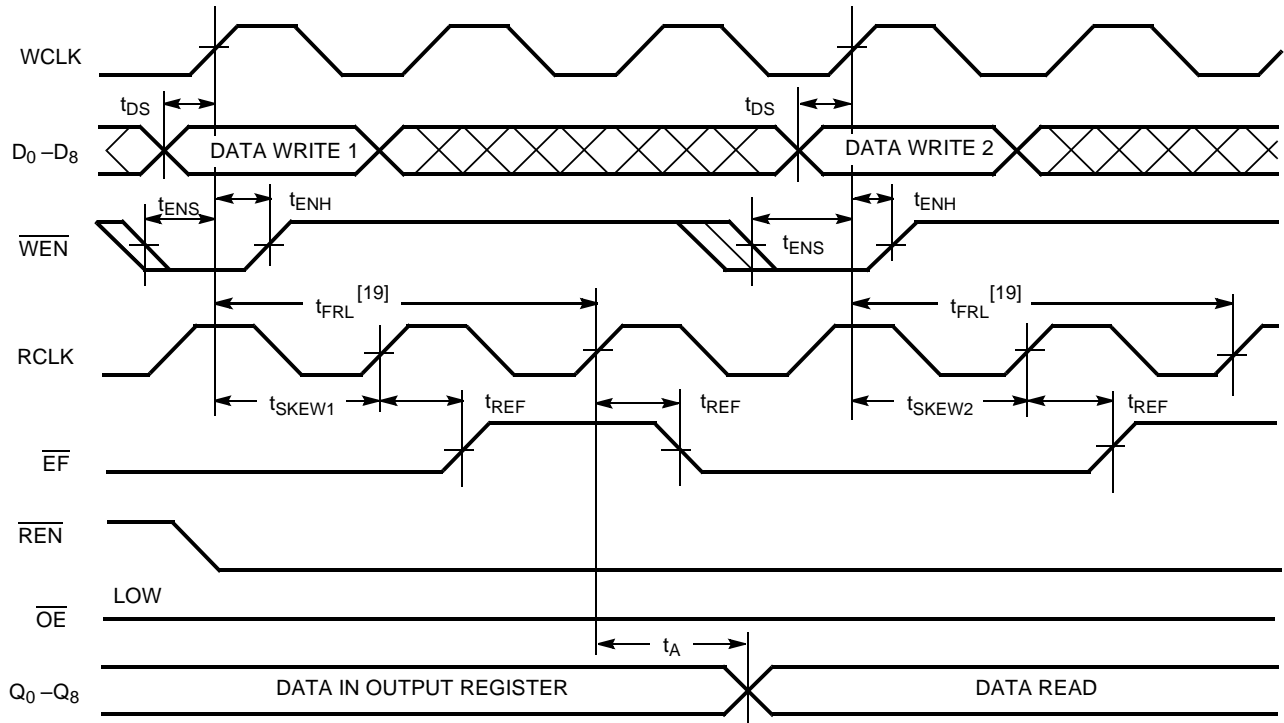 WCLK
tDS
tDS
D0 –D8
DATA WRITE 1
DATA WRITE 2
tENS
tENH
tENH
WEN
tENS
tFRL [19]
tFRL [19]
RCLK
tSKEW1
tREF
tREF
tSKEW2
tREF
EF
REN
LOW
OE
tA
Q0 –Q8
DATA IN OUTPUT REGISTER
DATA READ